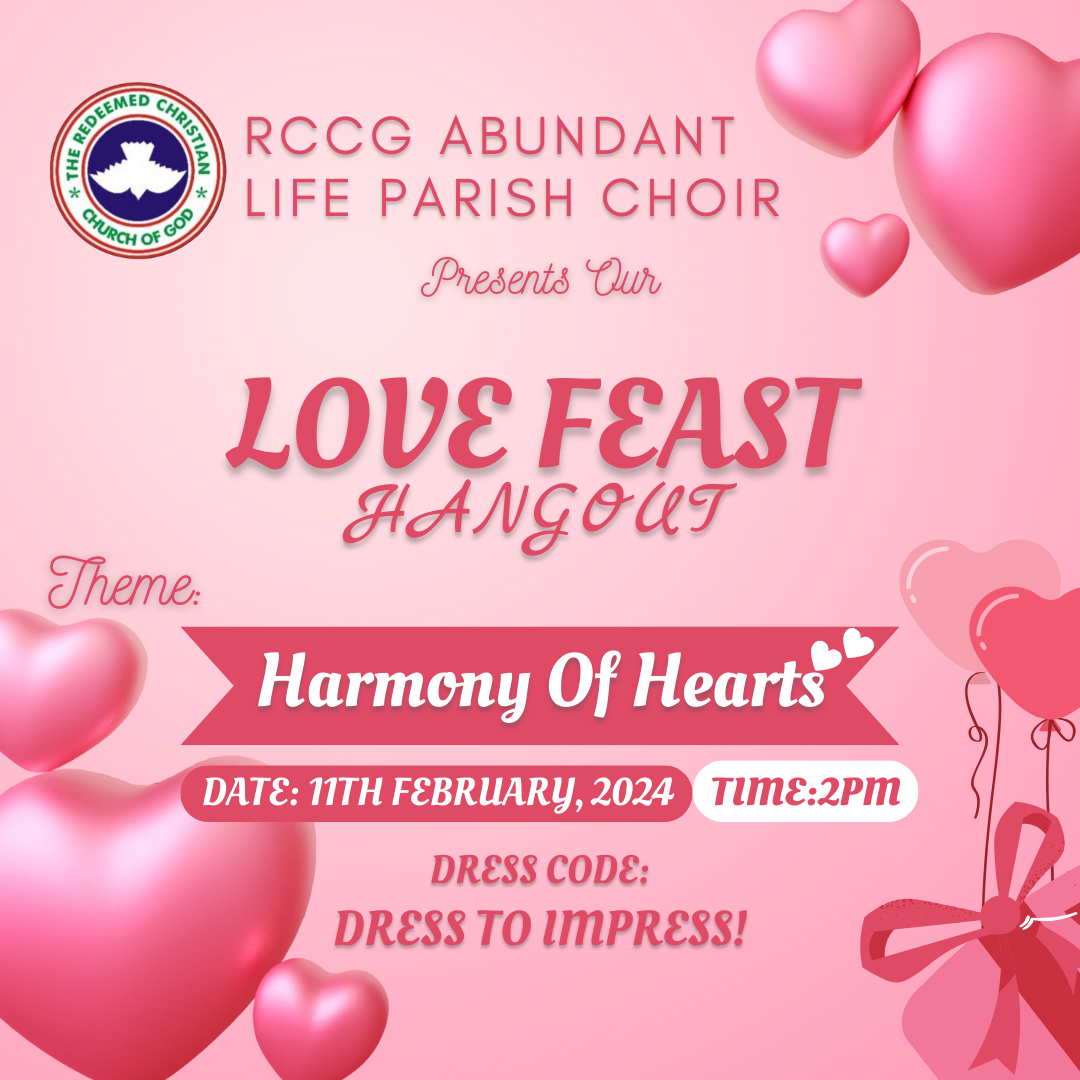 THE REDEEMED CHRISTIAN
CHURCH OF GOD
RCCG ABUNDANT
LIFE PARISH CHOIR
Presents Our
LOVE FEAST
HANGOUT
Theme:
Harmony Of Hearts
DATE: 11TH FEBRUARY, 2024
TIME:2PM
DRESS CODE:
DRESS TO IMPRESS!